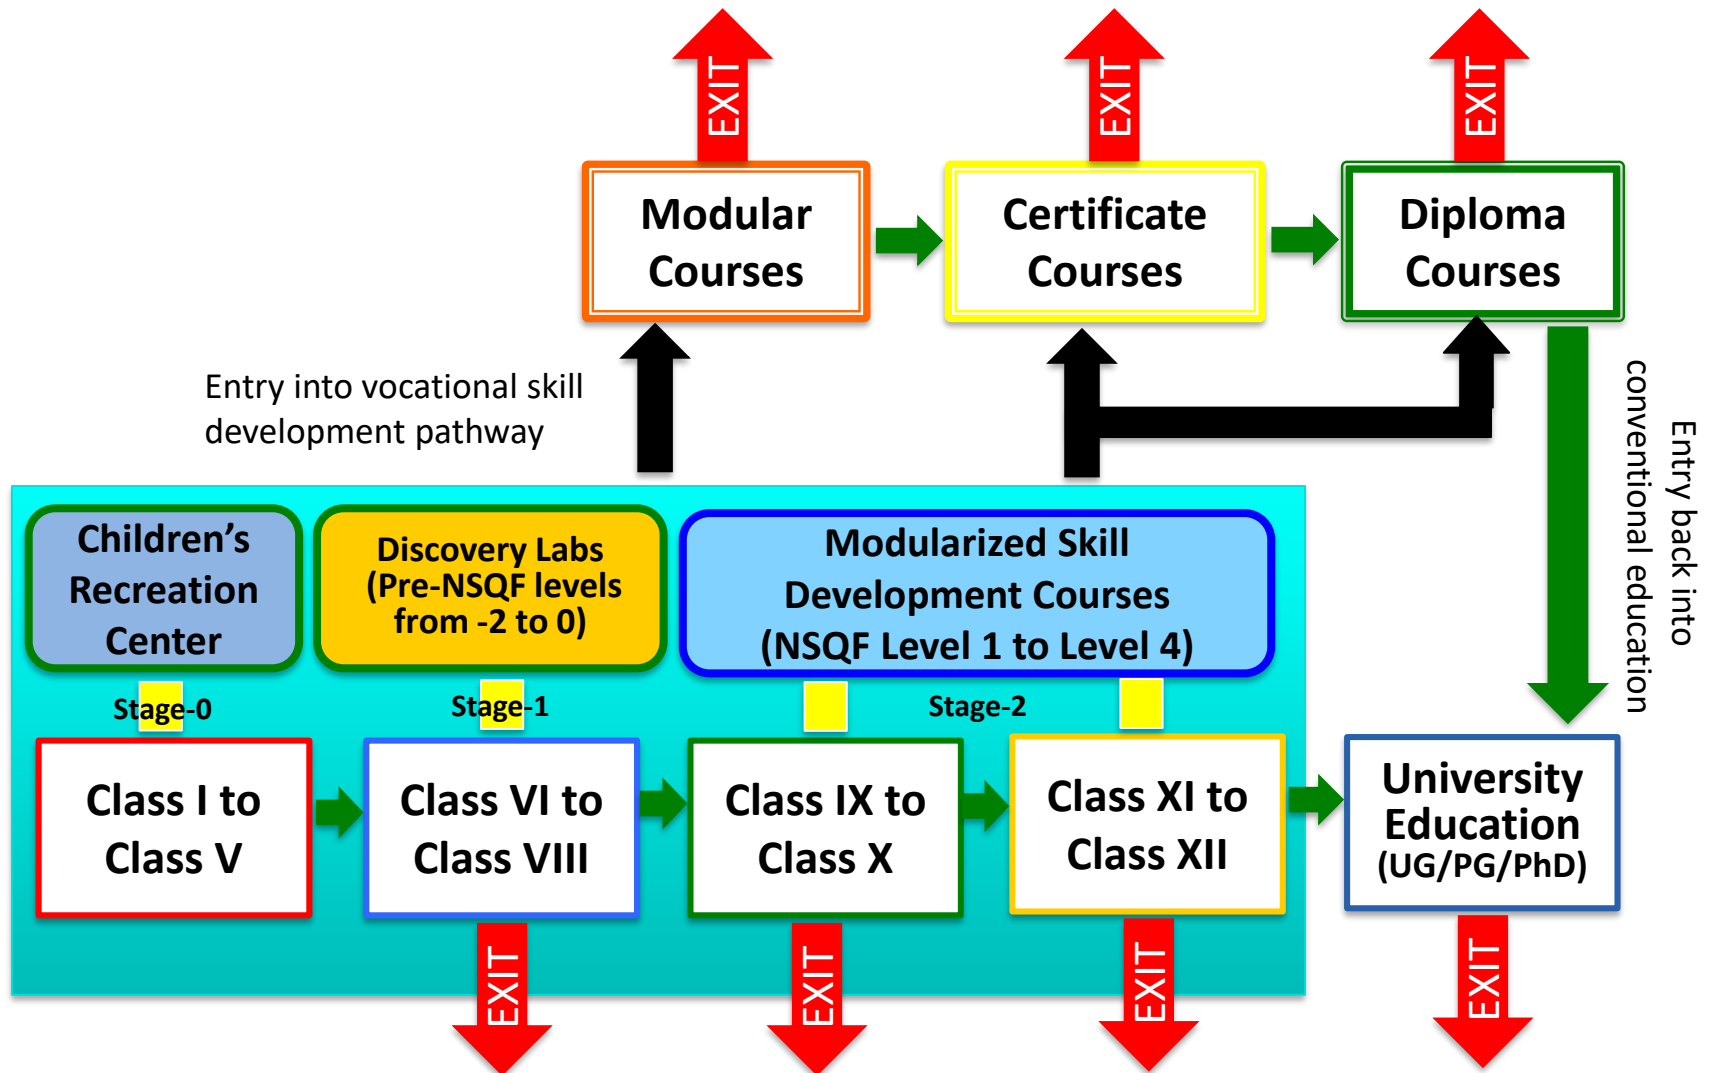 EXIT
EXIT
EXIT
Modular
Courses
Certificate
Courses
Diploma
Courses
Entry into vocational skill
development pathway
Entry back into
conventional education
Children’s
Recreation
Center
Discovery Labs
(Pre-NSQF levels
from -2 to 0)
Modularized Skill
Development Courses
(NSQF Level 1 to Level 4)
Stage-0
Stage-1
Stage-2
Class I to
Class V
Class VI to
Class VIII
Class IX to
Class X
Class XI to
Class XII
University
Education
(UG/PG/PhD)
EXIT
EXIT
EXIT
EXIT